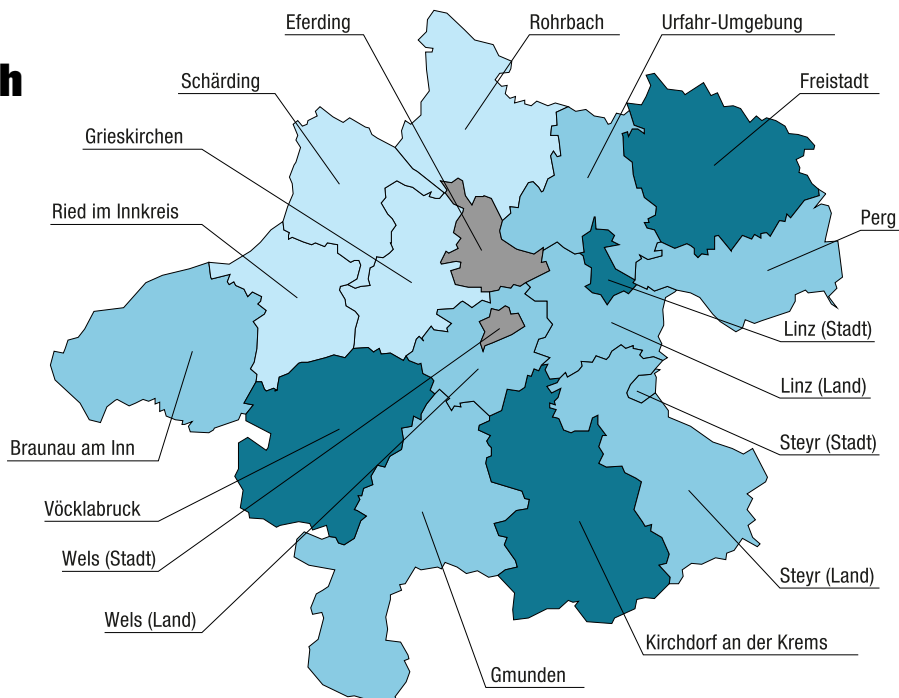 h
Eferding
Rohrbach
Urfahr-Umgebung
Schärding
Freistadt
Grieskirchen
Ried im Innkreis
Perg
Linz (Stadt)
Linz (Land)
Steyr (Stadt)
Braunau am Inn
Vöcklabruck
Wels (Stadt)
Steyr (Land)
Wels (Land)
Kirchdorf an der Krems
Gmunden